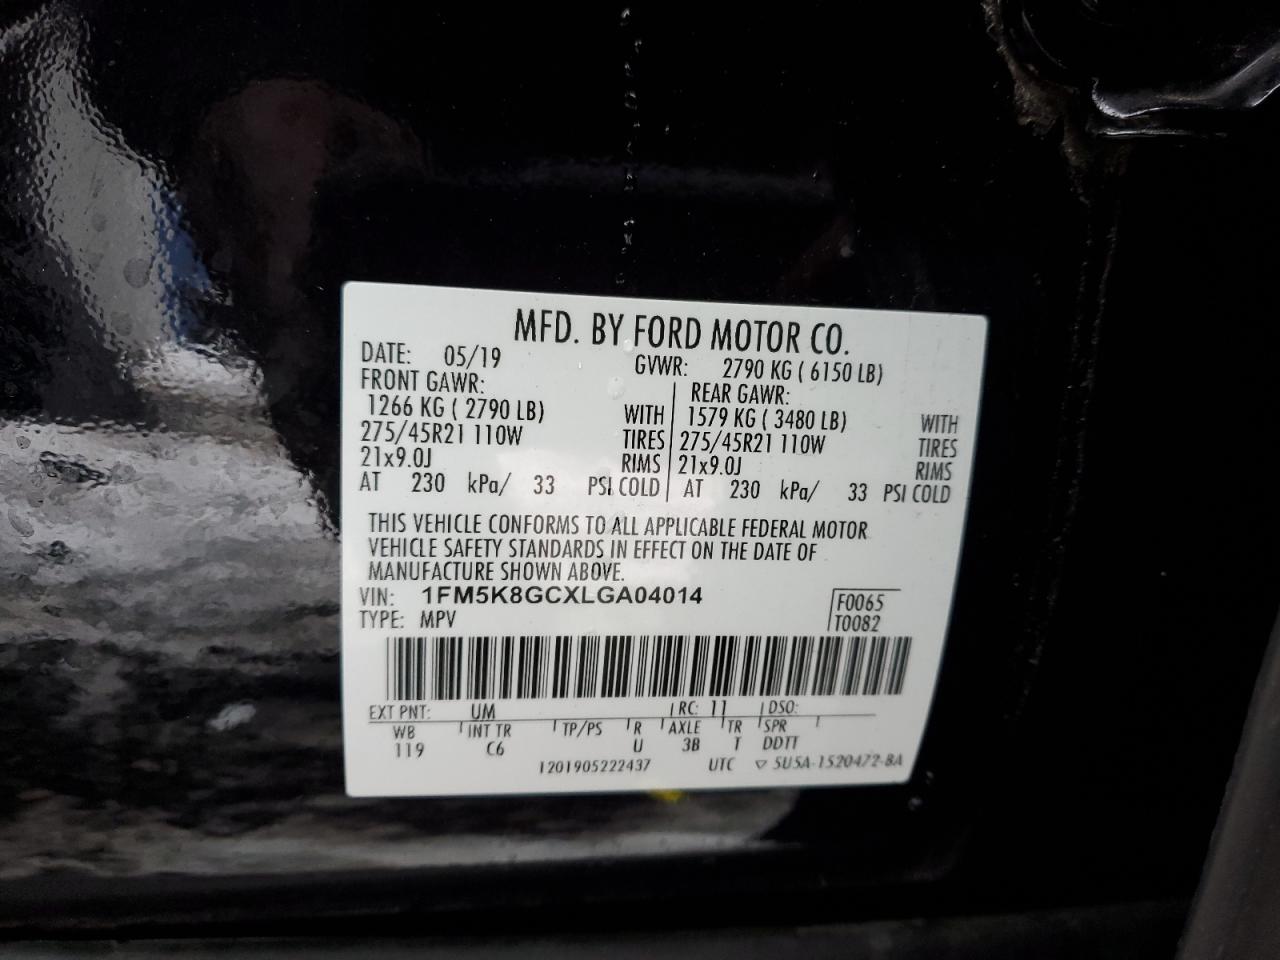 MFD. BY FORD MOTOR CO.
DATE: 05/19 GVWR: 2790 KG ( 6150 LB)
FRONT GAWR: REAR GAWR:
1266 KG ( 2790 LB) WITH 1579 KG ( 3480 LB) WITH
275/45R21 110W TIRES 275/45R21 110W TIRES
21x9.0J RIMS 21x9.0J RIMS
AT 230 kPa/ 33 PSI COLD AT 230 kPa/ 33 PSI COLD
THIS VEHICLE CONFORMS TO ALL APPLICABLE FEDERAL MOTOR
VEHICLE SAFETY STANDARDS IN EFFECT ON THE DATE OF
MANUFACTURE SHOWN ABOVE.
VIN: 1FM5K8GCXLGA04014 F0065
TYPE: MPV T0082
EXT PNT: UM RC: 11 DSO:
WB INT TR TP/PS R AXLE TR SPR
119 C6 U 3B T DDTT
1201905222437 UTC ▽ SU5A-1520472-BA